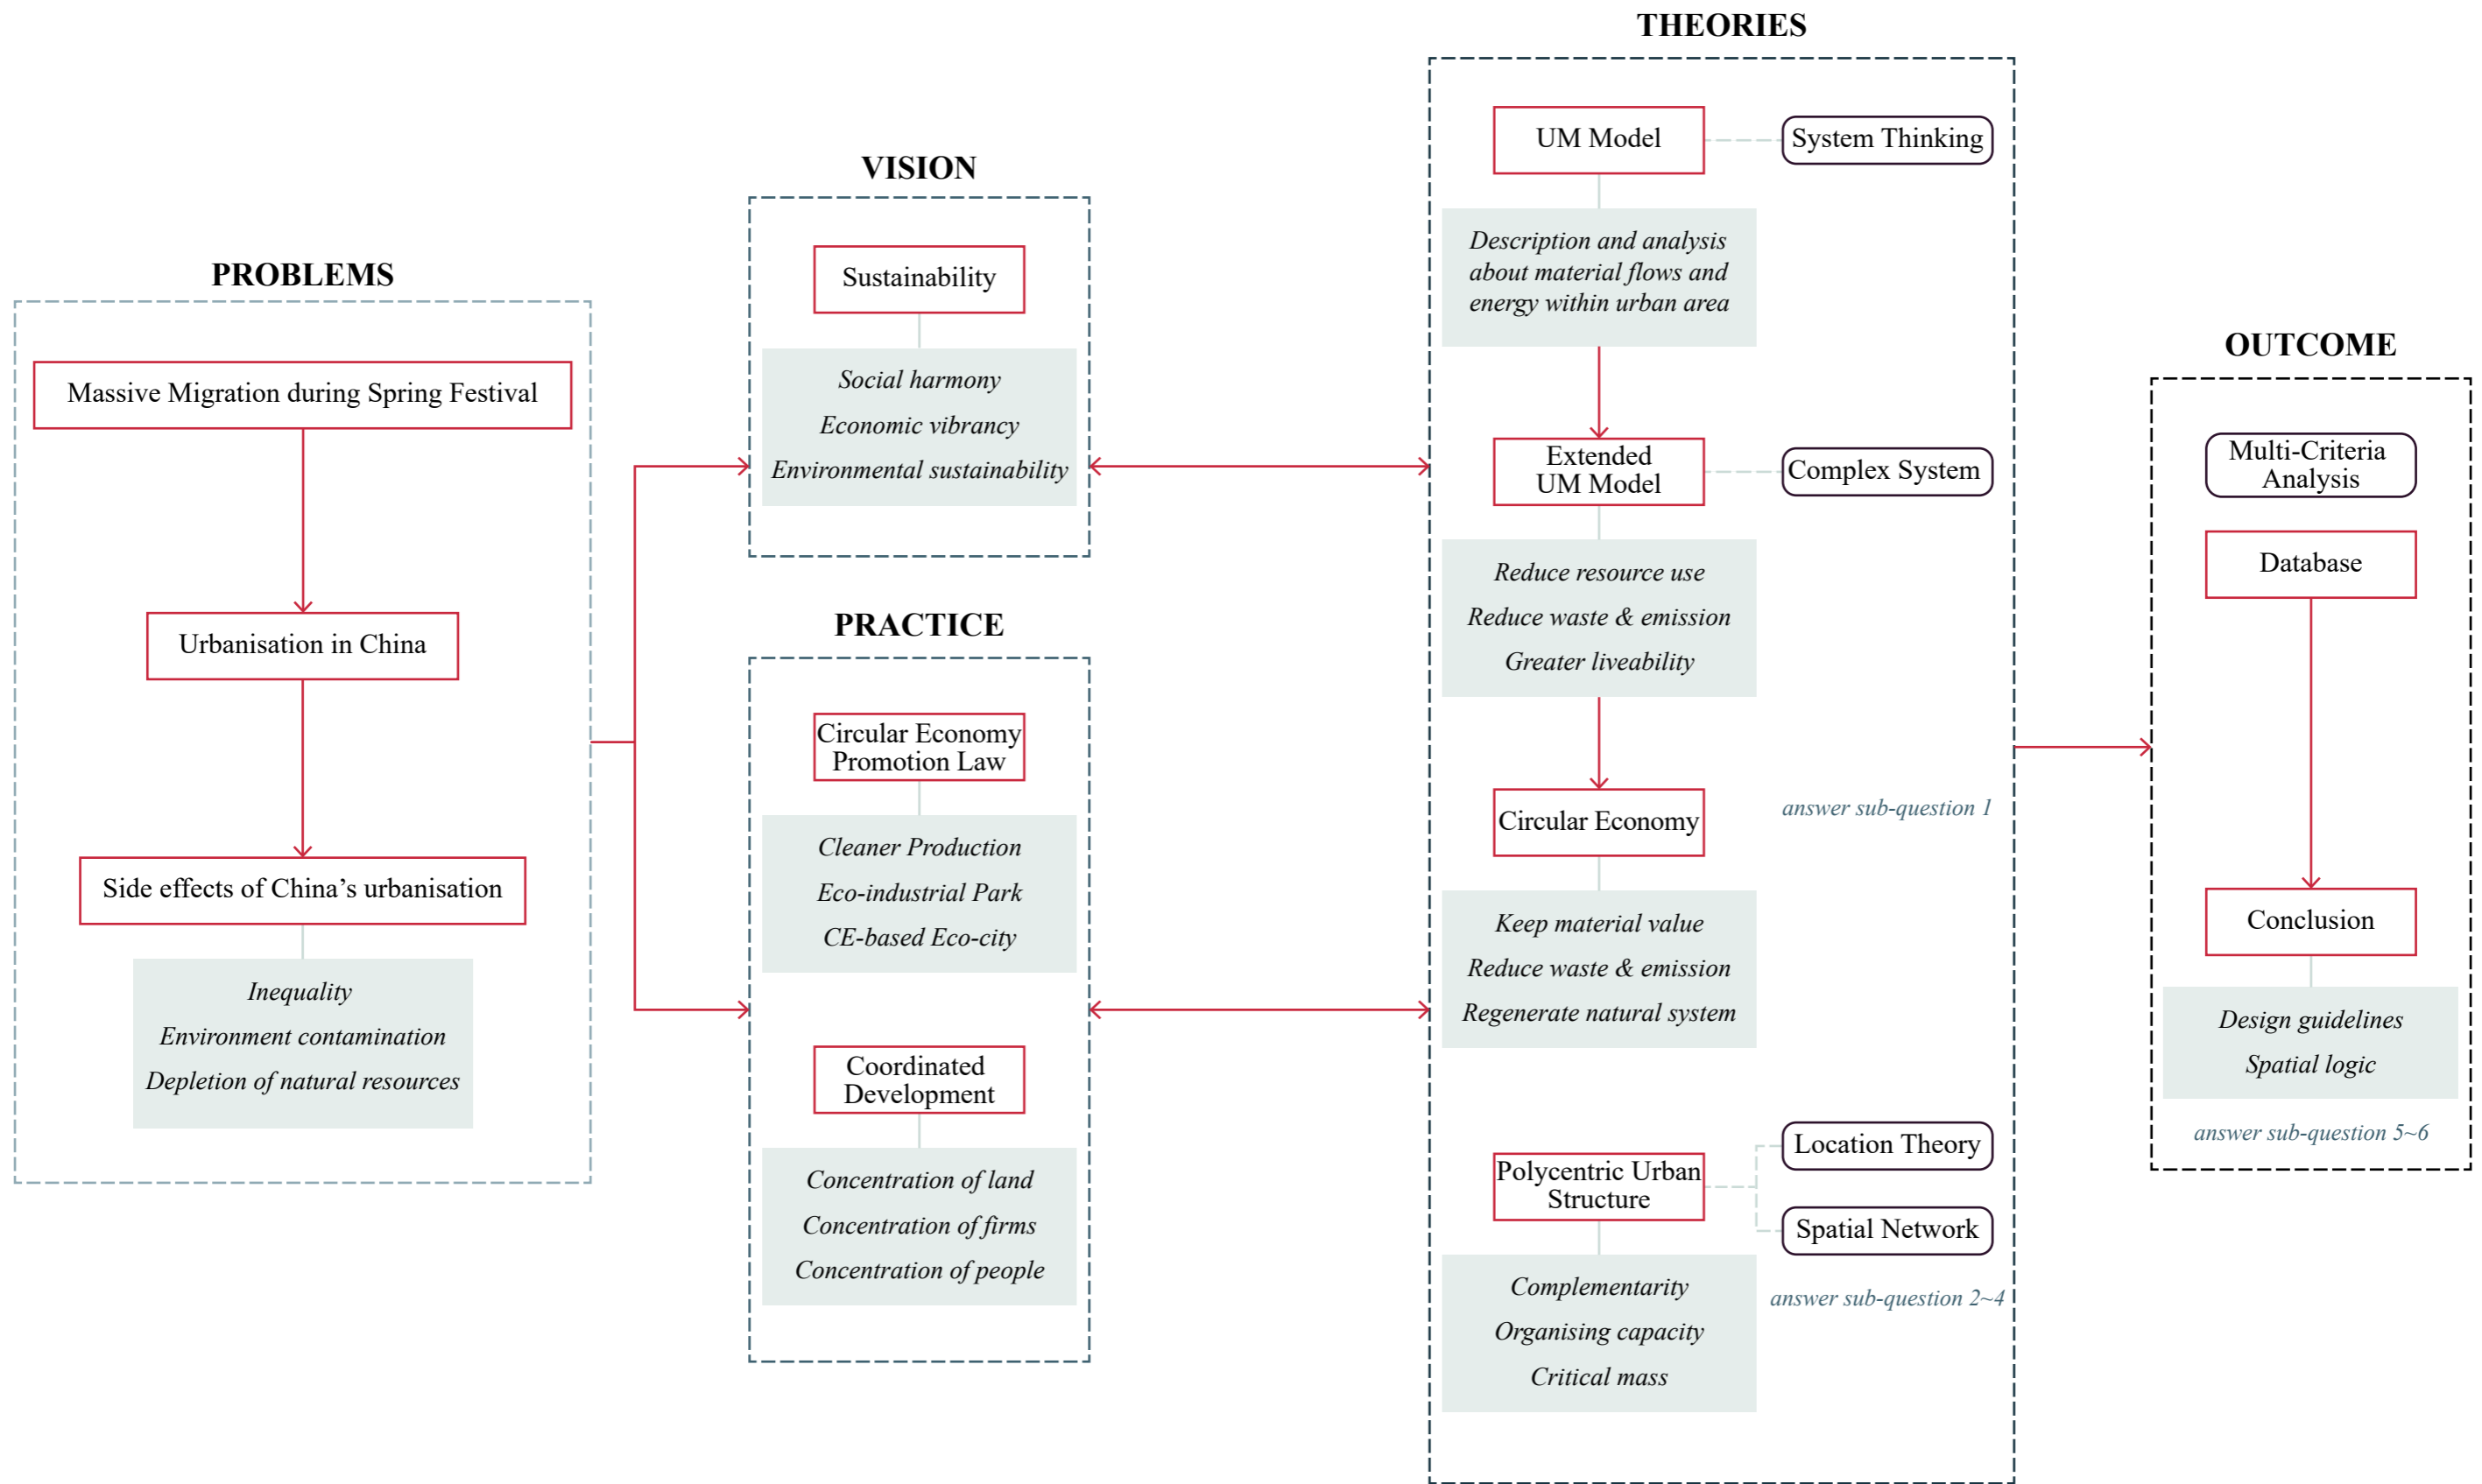 PROBLEMS
Massive Migration during Spring Festival
Urbanisation in China
Side effects of China’s urbanisation
Inequality
Environment contamination
Depletion of natural resources
VISION
Sustainability
Social harmony
Economic vibrancy
Environmental sustainability
PRACTICE
Circular Economy
Promotion Law
Cleaner Production
Eco-industrial Park
CE-based Eco-city
Coordinated
Development
Concentration of land
Concentration of firms
Concentration of people
THEORIES
UM Model
System Thinking
Description and analysis
about material flows and
energy within urban area
Extended
UM Model
Complex System
Reduce resource use
Reduce waste & emission
Greater liveability
Circular Economy
answer sub-question 1
Keep material value
Reduce waste & emission
Regenerate natural system
Polycentric Urban
Structure
Location Theory
Spatial Network
Complementarity
Organising capacity
Critical mass
answer sub-question 2~4
OUTCOME
Multi-Criteria
Analysis
Database
Conclusion
Design guidelines
Spatial logic
answer sub-question 5~6